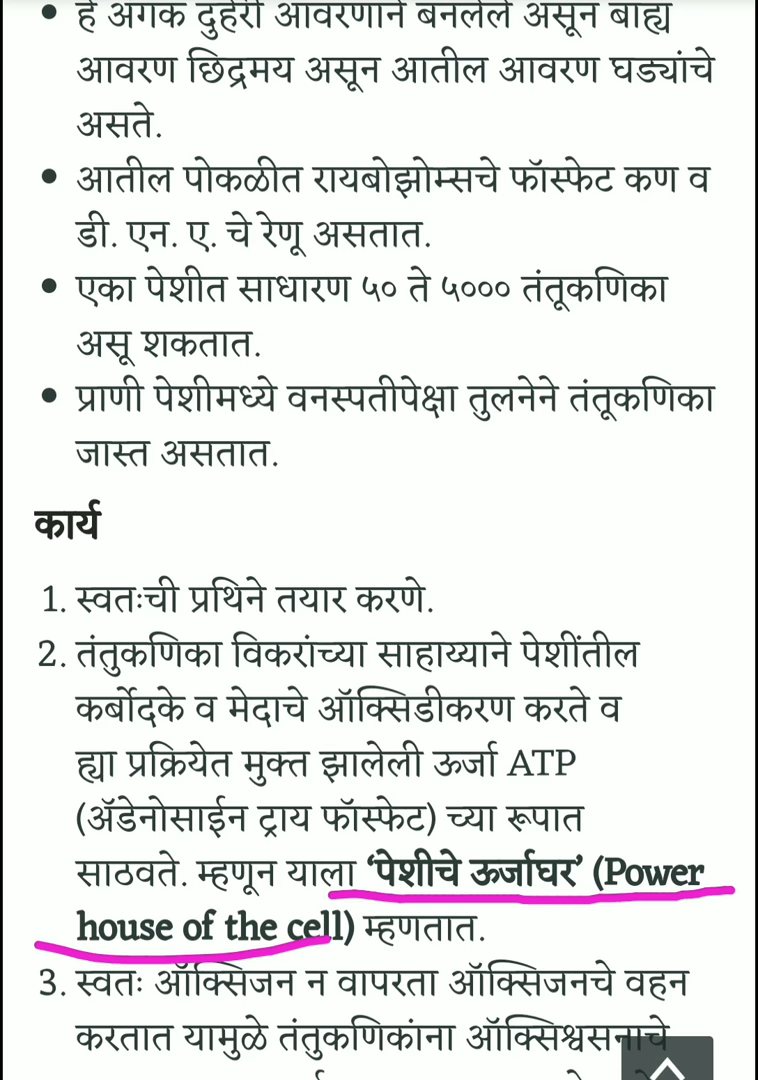 • हे अंगक दुहेरी आवरणाने बनलेले असून बाह्य
आवरण छिद्रमय असून आतील आवरण घड्यांचे
असते.
• आतील पोकळीत रायबोझोम्सचे फॉस्फेट कण व
डी. एन. ए. चे रेणू असतात.
• एका पेशीत साधारण ५० ते ५००० तंतूकणिका
असू शकतात.
• प्राणी पेशीमध्ये वनस्पतीपेक्षा तुलनेने तंतूकणिका
जास्त असतात.
कार्य
1. स्वतःची प्रथिने तयार करणे.
2. तंतुकणिका विकरांच्या साहाय्याने पेशींतील
कर्बोदके व मेदाचे ऑक्सिडीकरण करते व
ह्या प्रक्रियेत मुक्त झालेली ऊर्जा ATP
(ॲडेनोसाईन ट्राय फॉस्फेट) च्या रूपात
साठवते. म्हणून याला ‘पेशीचे ऊर्जाघर’ (Power
house of the cell) म्हणतात.
3. स्वतः ऑक्सिजन न वापरता ऑक्सिजनचे वहन
करतात यामुळे तंतुकणिकांना ऑक्सिश्वसनाचे